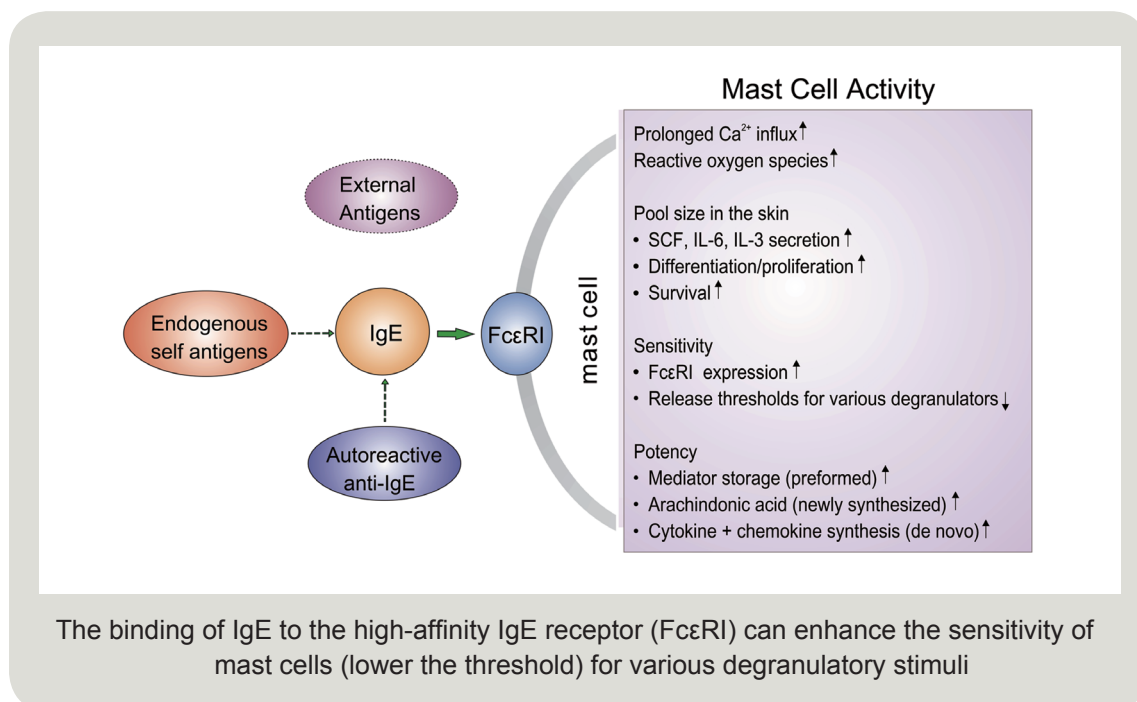 Mast Cell Activity
External
Antigens
Endogenous
self antigens
IgE
FcεRI
Autoreactive
anti-IgE
mast cell
Prolonged Ca²⁺ influx↑
Reactive oxygen species↑
Pool size in the skin
• SCF, IL-6, IL-3 secretion↑
• Differentiation/proliferation↑
• Survival↑
Sensitivity
• FcεRI expression↑
• Release thresholds for various degranulators↓
Potency
• Mediator storage (preformed)↑
• Arachidonic acid (newly synthesized)↑
• Cytokine + chemokine synthesis (de novo)↑
The binding of IgE to the high-affinity IgE receptor (FcεRI) can enhance the sensitivity of
mast cells (lower the threshold) for various degranulatory stimuli